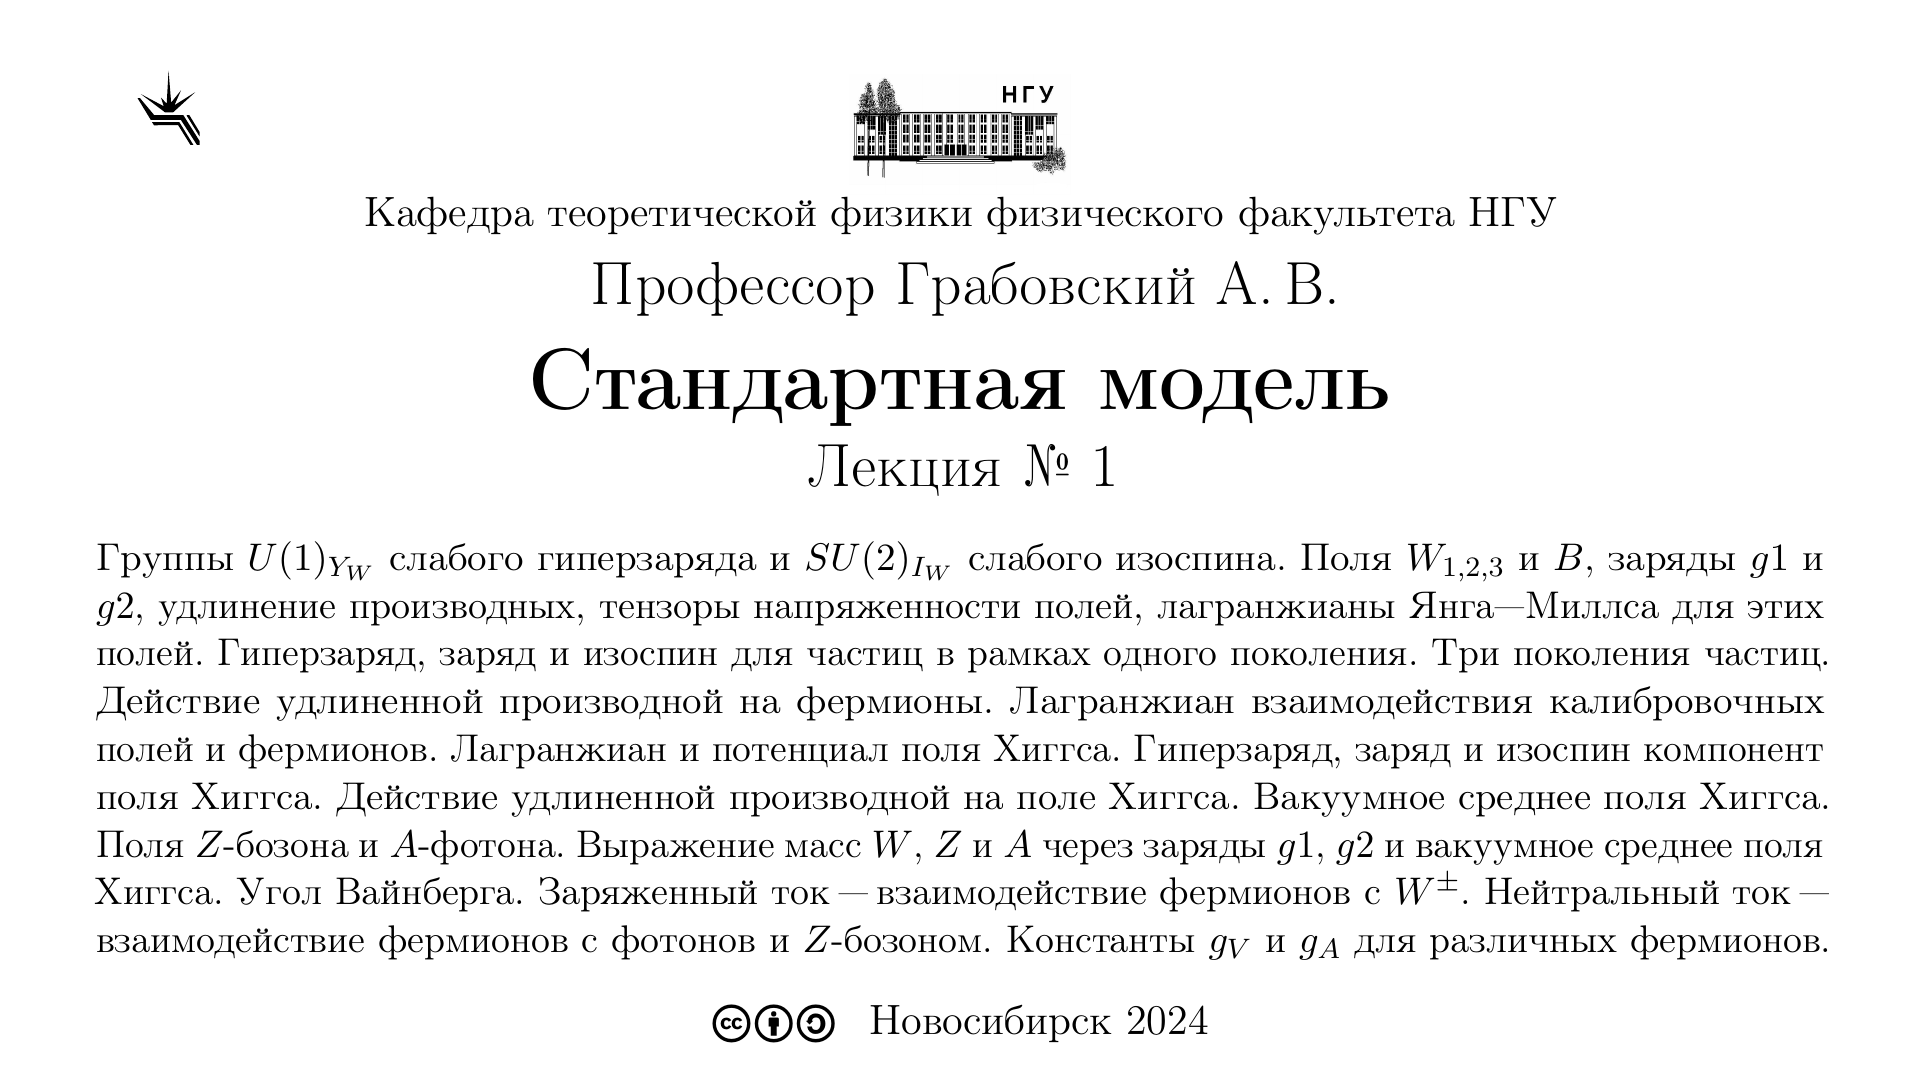 НГУ
Кафедра теоретической физики физического факультета НГУ
Профессор Грабовский А. В.
Стандартная модель
Лекция № 1
Группы U(1)_{Y_W} слабого гиперзаряда и SU(2)_{I_W} слабого изоспина. Поля W_{1,2,3} и B, заряды g1 и
g2, удлинение производных, тензоры напряженности полей, лагранжианы Янга—Миллса для этих
полей. Гиперзаряд, заряд и изоспин для частиц в рамках одного поколения. Три поколения частиц.
Действие удлиненной производной на фермионы. Лагранжиан взаимодействия калибровочных
полей и фермионов. Лагранжиан и потенциал поля Хиггса. Гиперзаряд, заряд и изоспин компонент
поля Хиггса. Действие удлиненной производной на поле Хиггса. Вакуумное среднее поля Хиггса.
Поля Z-бозона и A-фотона. Выражение масс W, Z и A через заряды g1, g2 и вакуумное среднее поля
Хиггса. Угол Вайнберга. Заряженный ток — взаимодействие фермионов с W^±. Нейтральный ток —
взаимодействие фермионов с фотонов и Z-бозоном. Константы g_V и g_A для различных фермионов.
cc Новосибирск 2024